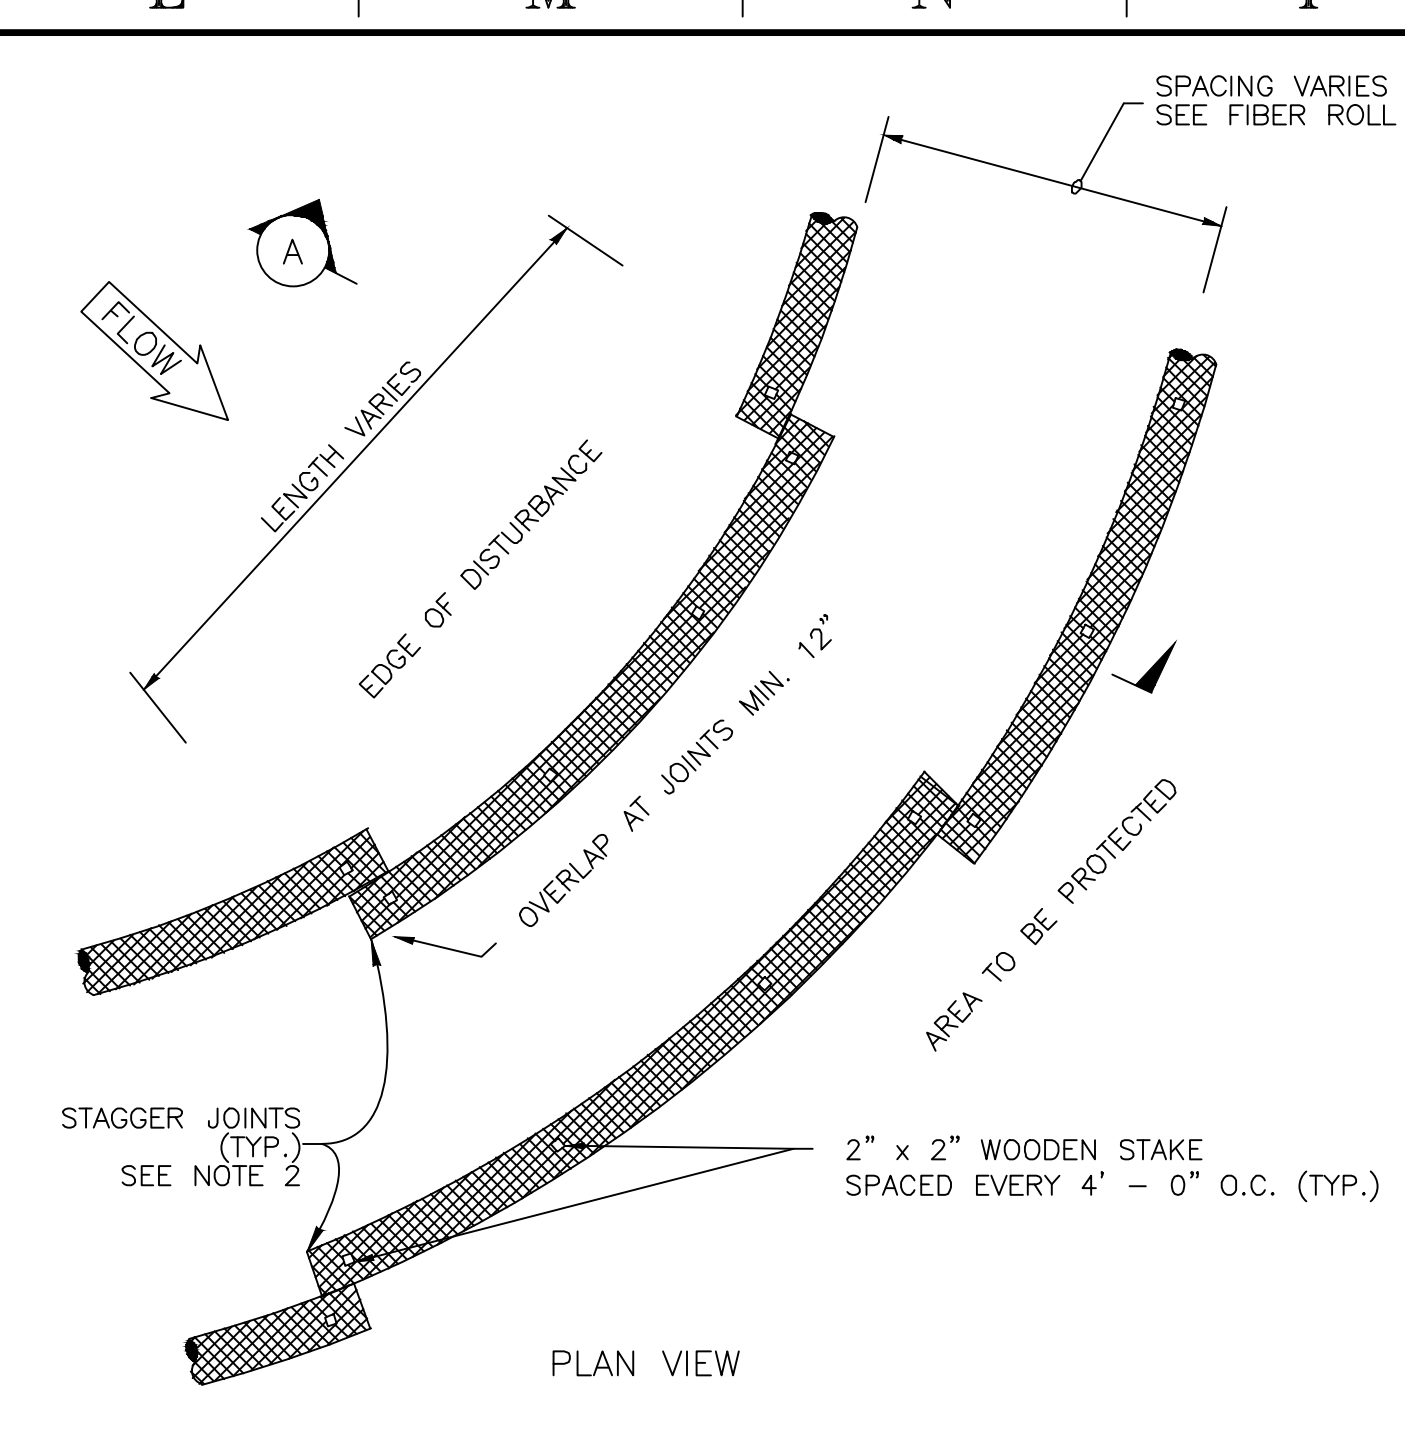 SPACING VARIES
SEE FIBER ROLL
A
FLOW
LENGTH VARIES
EDGE OF DISTURBANCE
OVERLAP AT JOINTS MIN. 12”
AREA TO BE PROTECTED
STAGGER JOINTS
(TYP.)
SEE NOTE 2
2” x 2” WOODEN STAKE
SPACED EVERY 4' – 0” O.C. (TYP.)
PLAN VIEW